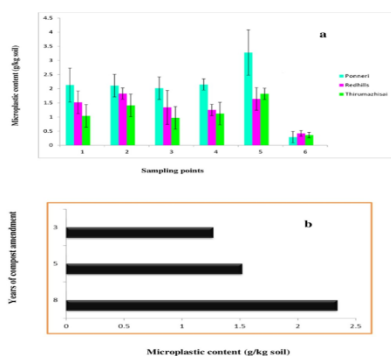 a
Microplastic content (g/kg soil)
4.5
4
3.5
3
2.5
2
1.5
1
0.5
0
Ponneri
Redhills
Thirumazhisai
1 2 3 4 5 6
Sampling points
b
Years of compost amendment
3
5
8
0 0.5 1 1.5 2 2.5
Microplastic content (g/kg soil)